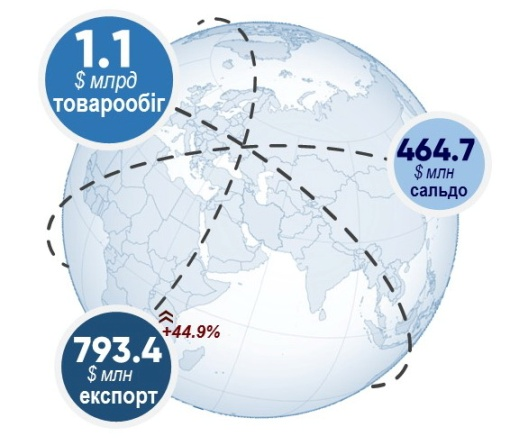 1.1
$ млрд
товарообіг
464.7
$ млн
сальдо
+44.9%
793.4
$ млн
експорт